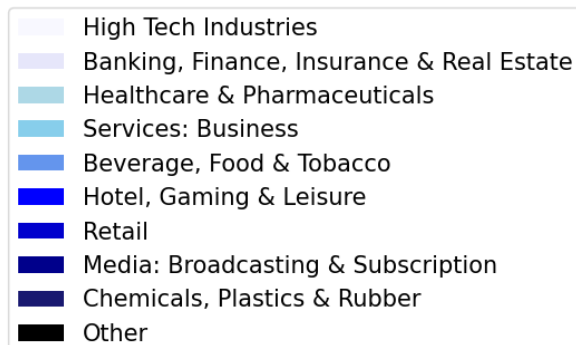 High Tech Industries
Banking, Finance, Insurance & Real Estate
Healthcare & Pharmaceuticals
Services: Business
Beverage, Food & Tobacco
Hotel, Gaming & Leisure
Retail
Media: Broadcasting & Subscription
Chemicals, Plastics & Rubber
Other